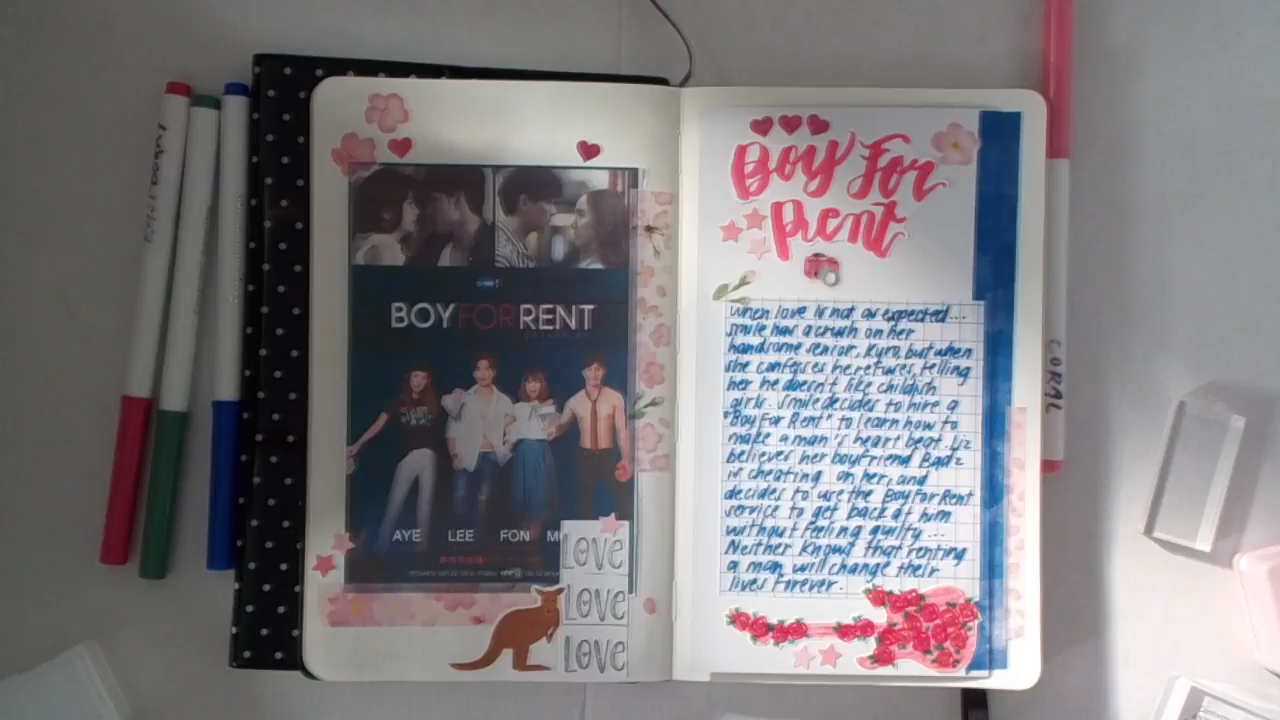 BOYFORRENT
AYE LEE FON
LOVE
LOVE
LOVE
Boy For
Rent
when love is not as expected...
smile has a crush on her
handsome senior, Kyro, but when
she confesses he refuses, telling
her he doesn't like childish
girls. Smile decides to hire a
"Boy For Rent" to learn how to
make a man's heart beat. Liz
believes her boyfriend Badz
is cheating on her, and
decides to use the Boy For Rent
service to get back at him
without feeling guilty...
Neither knows that renting
a man will change their
lives forever.
CORAL